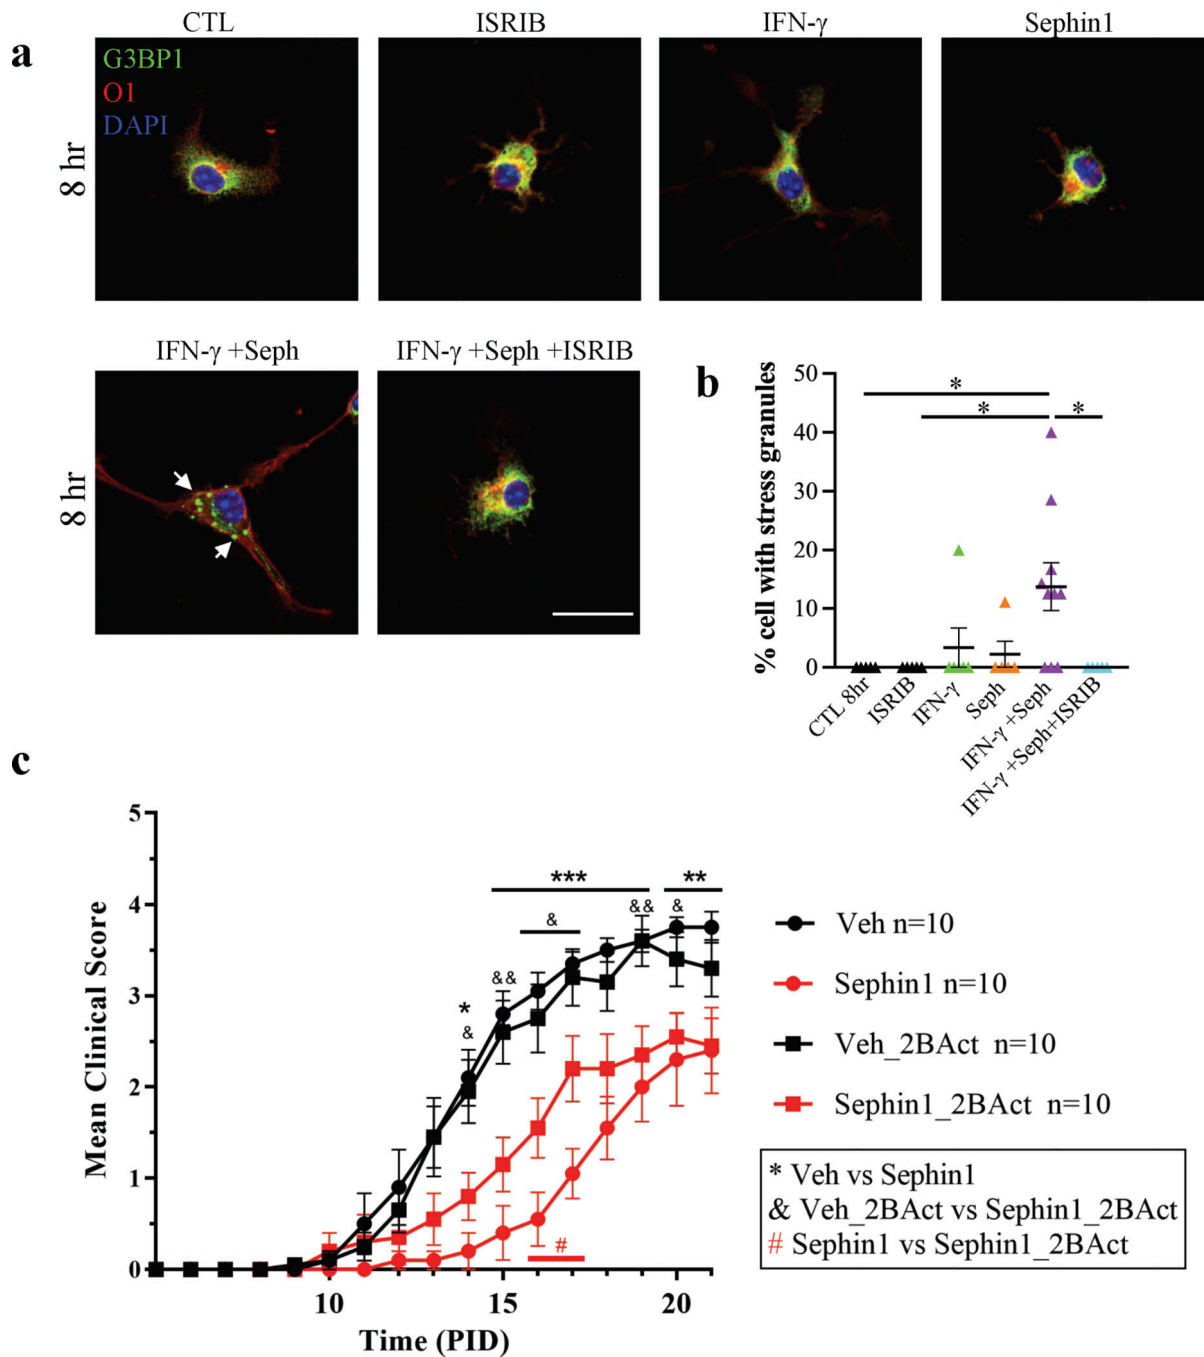 a
CTL
ISRIB
IFN-γ
Sephin1
G3BP1
O1
DAPI
8 hr
IFN-γ +Seph
IFN-γ +Seph +ISRIB
8 hr
b
% cell with stress granules
50
40
30
20
10
0
*
*
*
CTL 8hr
ISRIB
IFN-γ
Seph
IFN-γ +Seph
IFN-γ +Seph+ISRIB
c
Mean Clinical Score
5
4
3
2
1
0
***
**
&
&&
&
&&
*
&
#
10
15
20
Time (PID)
Veh n=10
Sephin1 n=10
Veh_2BAct n=10
Sephin1_2BAct n=10
* Veh vs Sephin1
& Veh_2BAct vs Sephin1_2BAct
# Sephin1 vs Sephin1_2BAct